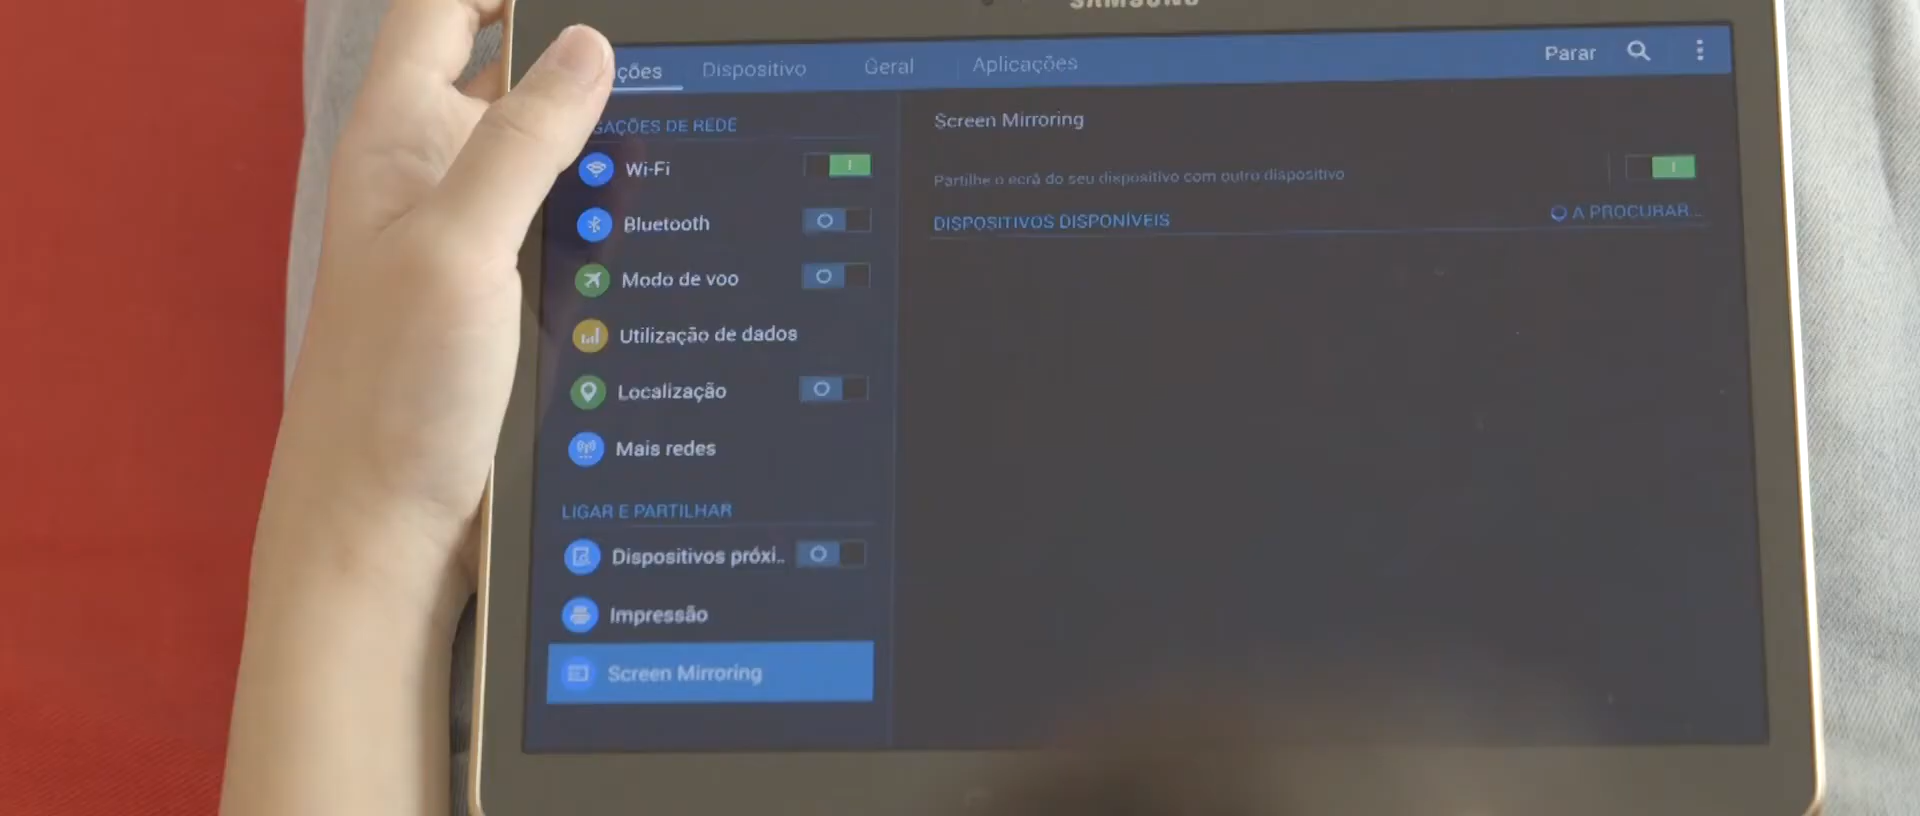 SAMSUNG
ções Dispositivo Geral Aplicações Parar
GAÇÕES DE REDE
Wi-Fi
Bluetooth
Modo de voo
Utilização de dados
Localização
Mais redes
LIGAR E PARTILHAR
Dispositivos próxi..
Impressão
Screen Mirroring
Screen Mirroring
Partilhe o ecrã do seu dispositivo com outro dispositivo
DISPOSITIVOS DISPONÍVEIS
A PROCURAR...